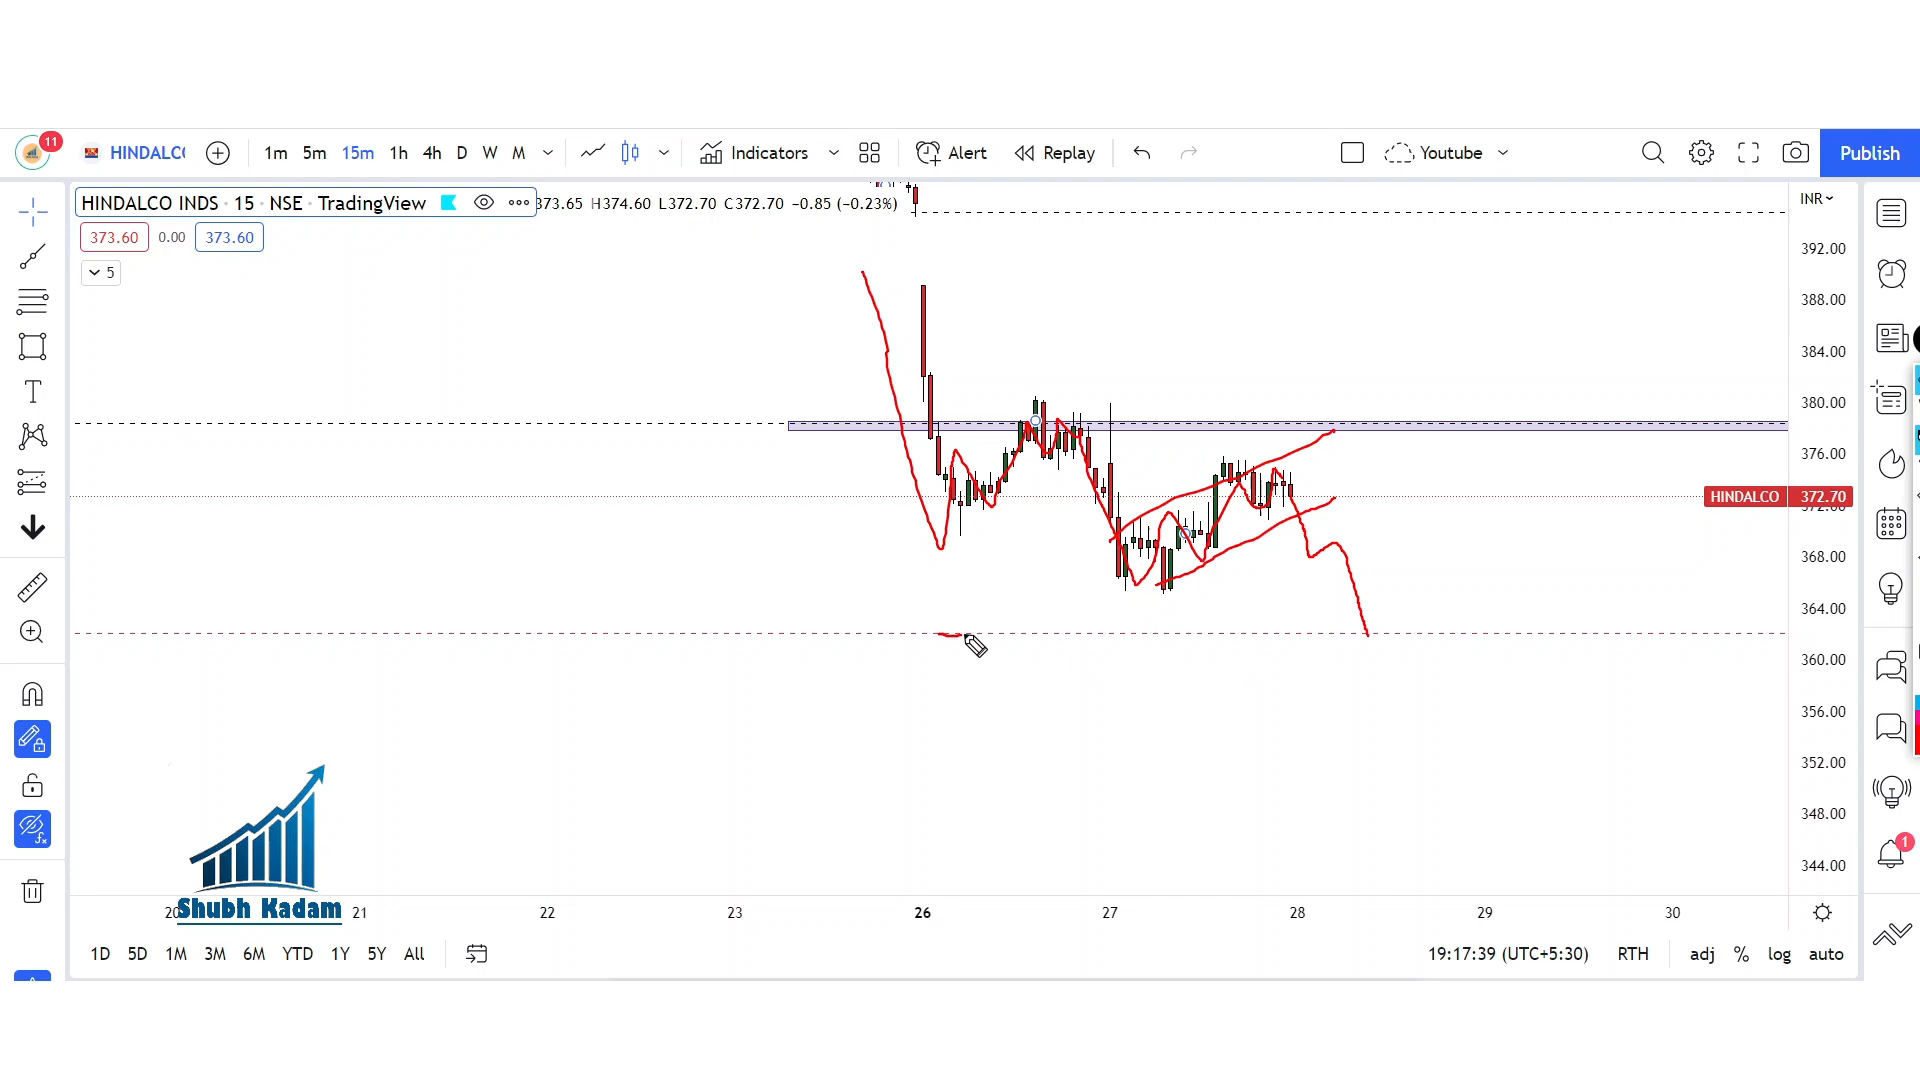 11
HINDALC
1m 5m 15m 1h 4h D W M
Indicators
Alert
Replay
Youtube
Publish
HINDALCO INDS · 15 · NSE · TradingView
373.65 H374.60 L372.70 C372.70 −0.85 (−0.23%)
INR
373.60 0.00 373.60
5
392.00
388.00
384.00
380.00
376.00
HINDALCO 372.70
372.00
368.00
364.00
360.00
356.00
352.00
348.00
344.00
1
Shubh Kadam
20 21 22 23 26 27 28 29 30
1D 5D 1M 3M 6M YTD 1Y 5Y All
19:17:39 (UTC+5:30) RTH adj % log auto